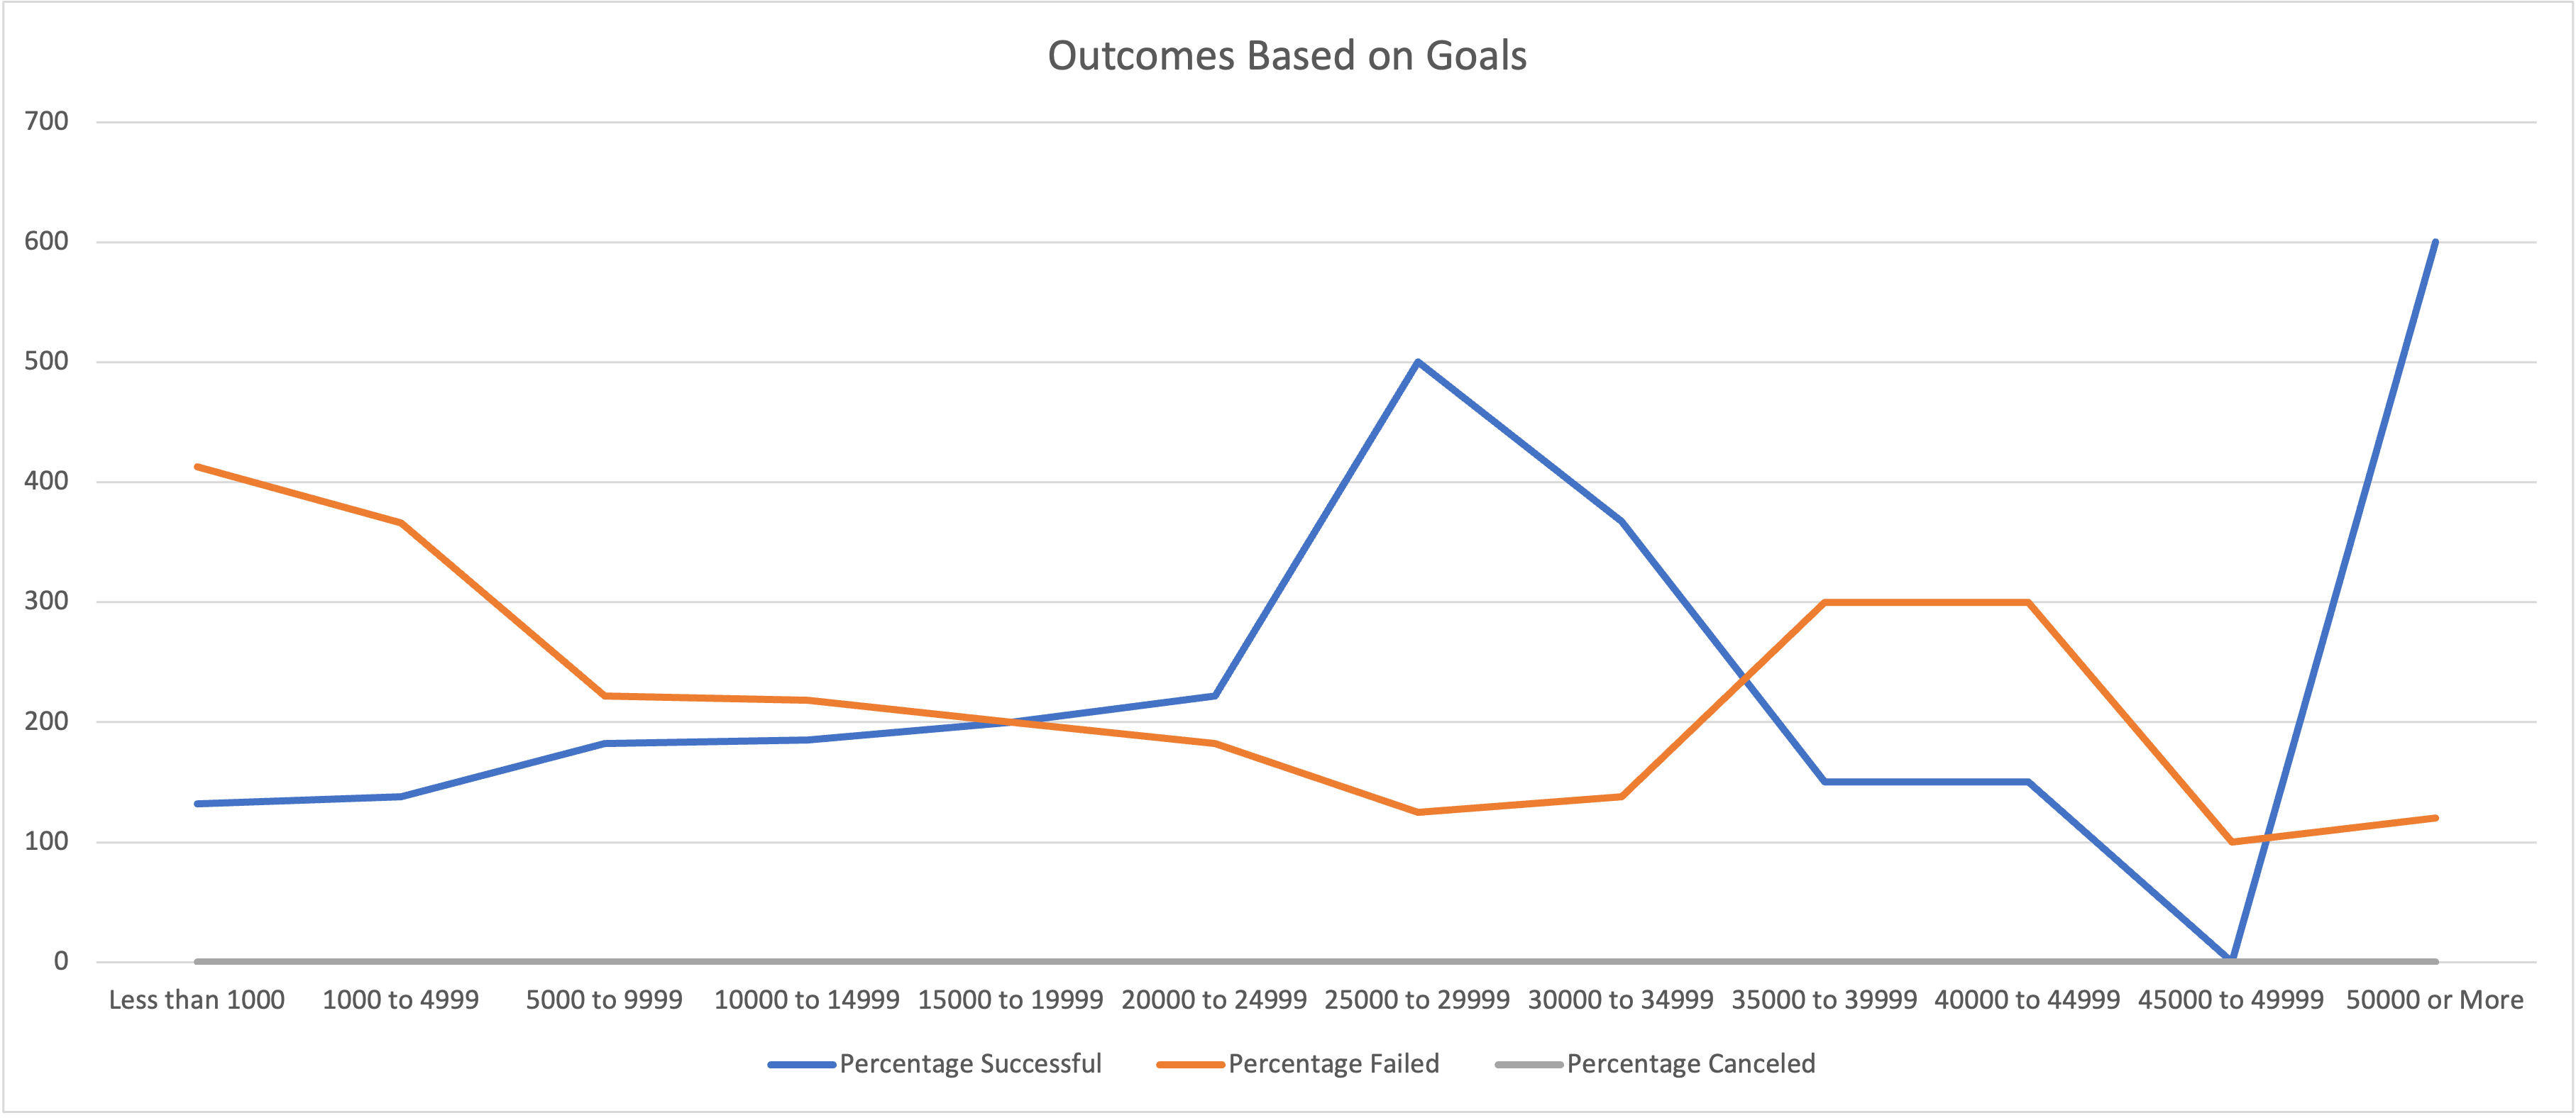 Outcomes Based on Goals
700
600
500
400
300
200
100
0
Less than 1000 1000 to 4999 5000 to 9999 10000 to 14999 15000 to 19999 20000 to 24999 25000 to 29999 30000 to 34999 35000 to 39999 40000 to 44999 45000 to 49999 50000 or More
Percentage Successful Percentage Failed Percentage Canceled